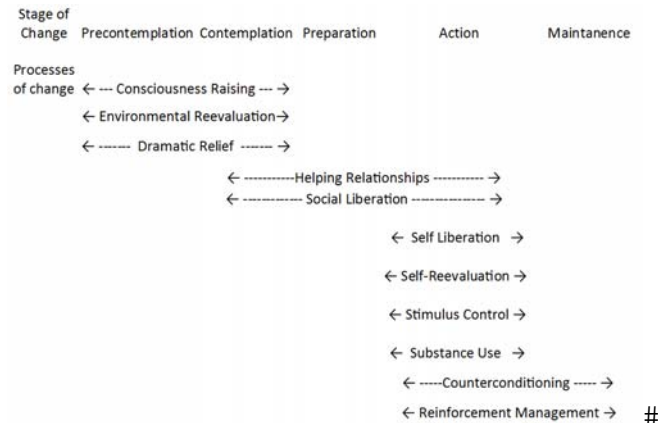 Stage of
Change Precontemplation Contemplation Preparation Action Maintanence
Processes
of change ← --- Consciousness Raising --- →
← Environmental Reevaluation→
← ------- Dramatic Relief ------- →
← -----------Helping Relationships ----------- →
← ------------- Social Liberation ---------------- →
← Self Liberation →
← Self-Reevaluation →
← Stimulus Control →
← Substance Use →
← -----Counterconditioning ----- →
← Reinforcement Management → #